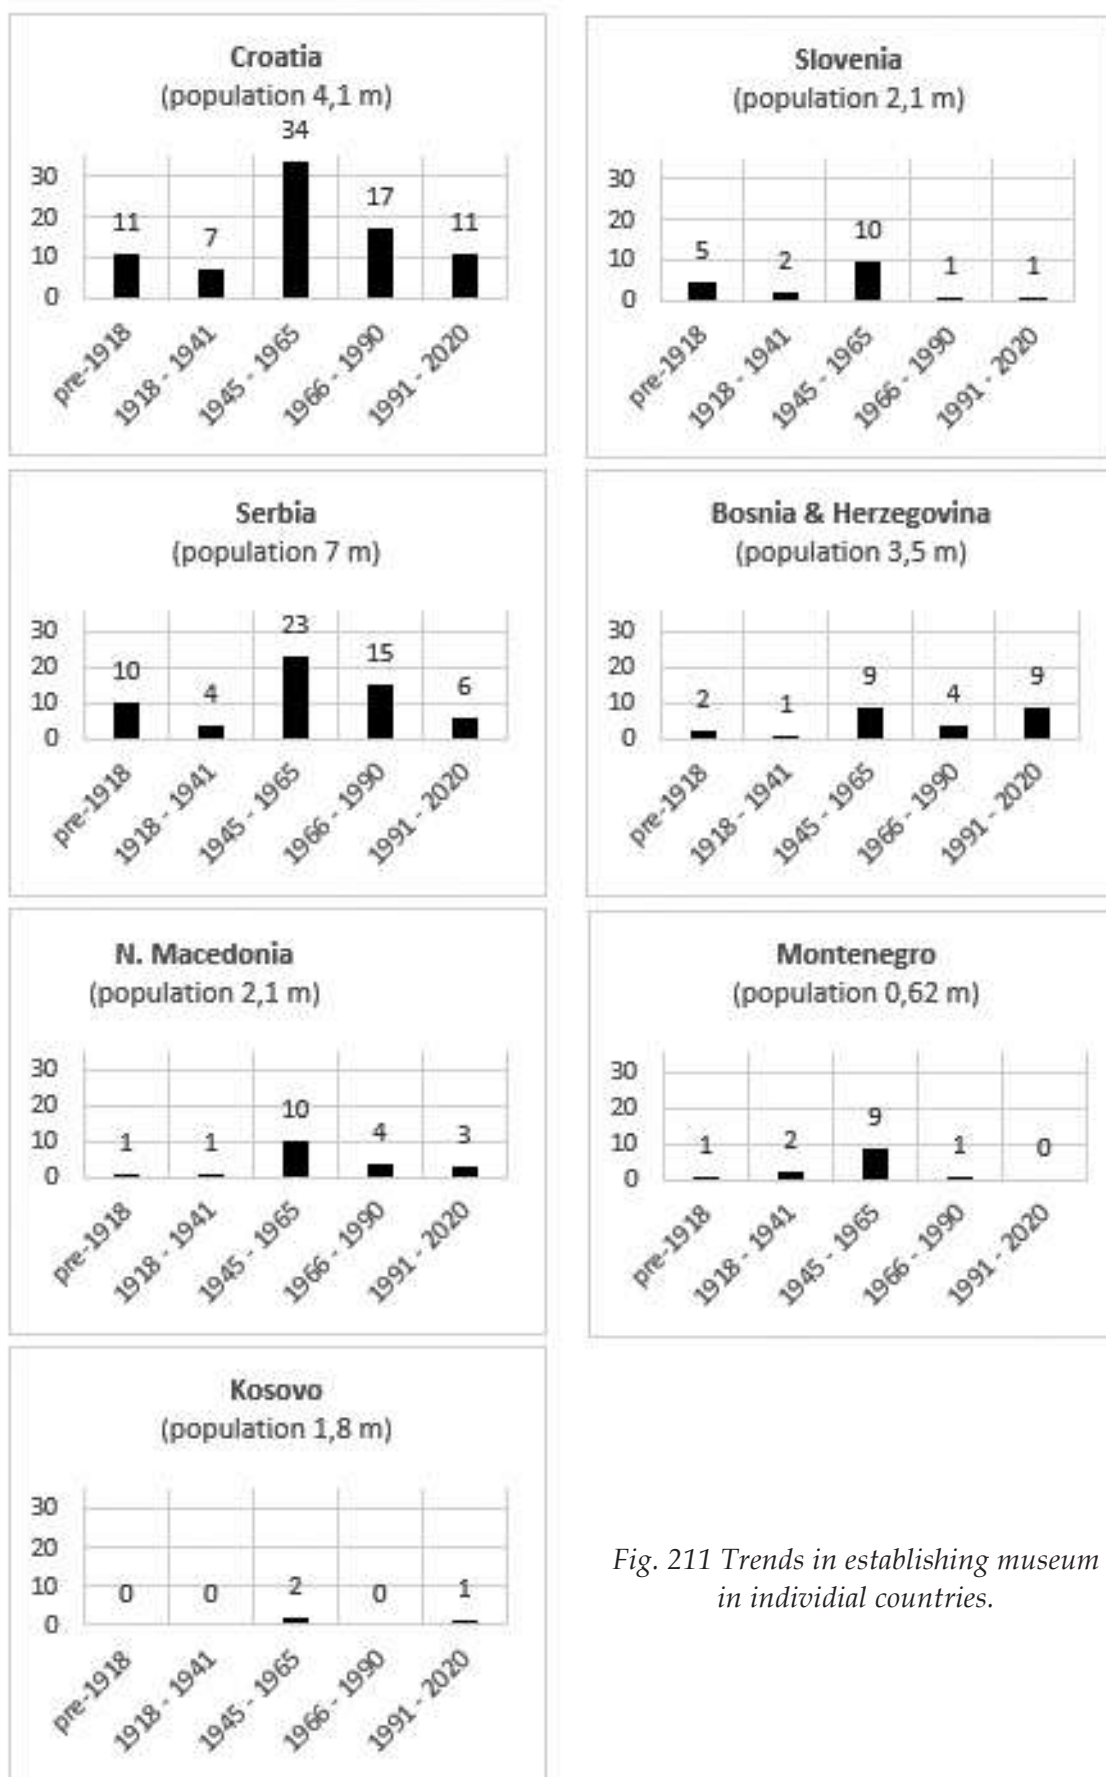 Croatia
(population 4,1 m)
34
30
20
10
0
11
7
17
11
pre-1918
1918 - 1941
1945 - 1965
1966 - 1990
1991 - 2020
Slovenia
(population 2,1 m)
30
20
10
0
5
2
10
1
1
pre-1918
1918 - 1941
1945 - 1965
1966 - 1990
1991 - 2020
Serbia
(population 7 m)
30
20
10
0
10
4
23
15
6
pre-1918
1918 - 1941
1945 - 1965
1966 - 1990
1991 - 2020
Bosnia & Herzegovina
(population 3,5 m)
30
20
10
0
2
1
9
4
9
pre-1918
1918 - 1941
1945 - 1965
1966 - 1990
1991 - 2020
N. Macedonia
(population 2,1 m)
30
20
10
0
1
1
10
4
3
pre-1918
1918 - 1941
1945 - 1965
1966 - 1990
1991 - 2020
Montenegro
(population 0,62 m)
30
20
10
0
1
2
9
1
0
pre-1918
1918 - 1941
1945 - 1965
1966 - 1990
1991 - 2020
Kosovo
(population 1,8 m)
30
20
10
0
0
0
2
0
1
pre-1918
1918 - 1941
1945 - 1965
1966 - 1990
1991 - 2020
Fig. 211 Trends in establishing museum
in individial countries.